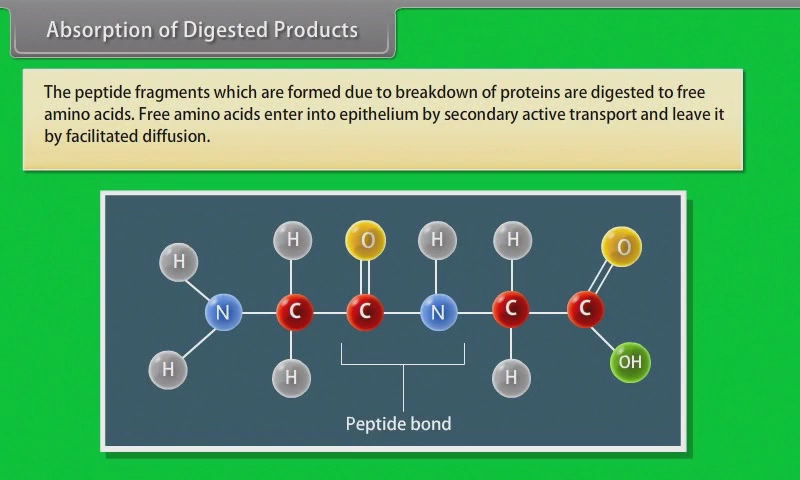 Absorption of Digested Products
The peptide fragments which are formed due to breakdown of proteins are digested to free
amino acids. Free amino acids enter into epithelium by secondary active transport and leave it
by facilitated diffusion.
H O H H O
H
N C C N C C
H H H OH
Peptide bond